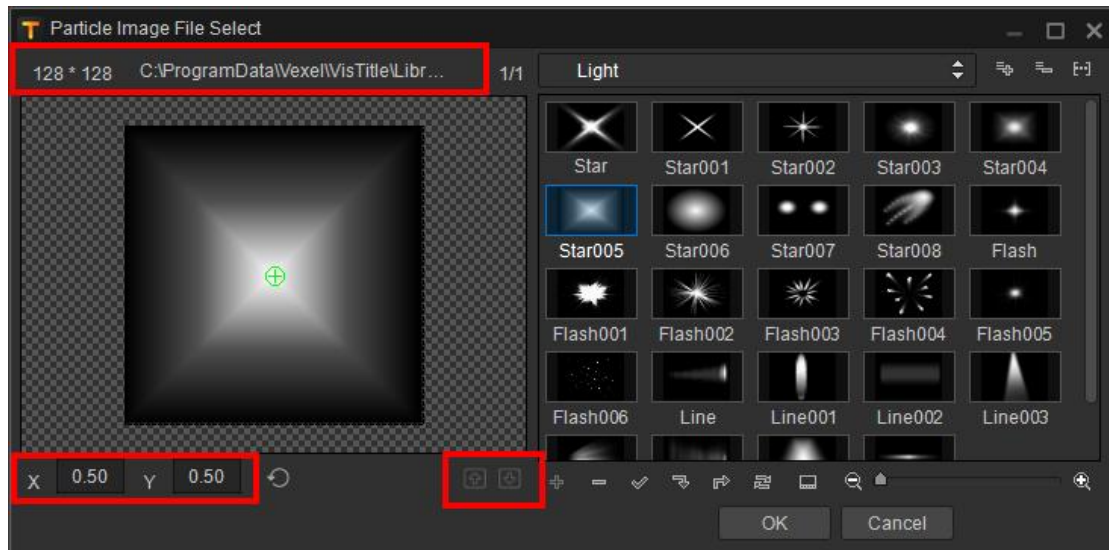 Particle Image File Select
128 * 128 C:\ProgramData\Vexel\VisTitle\Libr... 1/1 Light
Star Star001 Star002 Star003 Star004
Star005 Star006 Star007 Star008 Flash
Flash001 Flash002 Flash003 Flash004 Flash005
Flash006 Line Line001 Line002 Line003
X 0.50 Y 0.50
OK Cancel